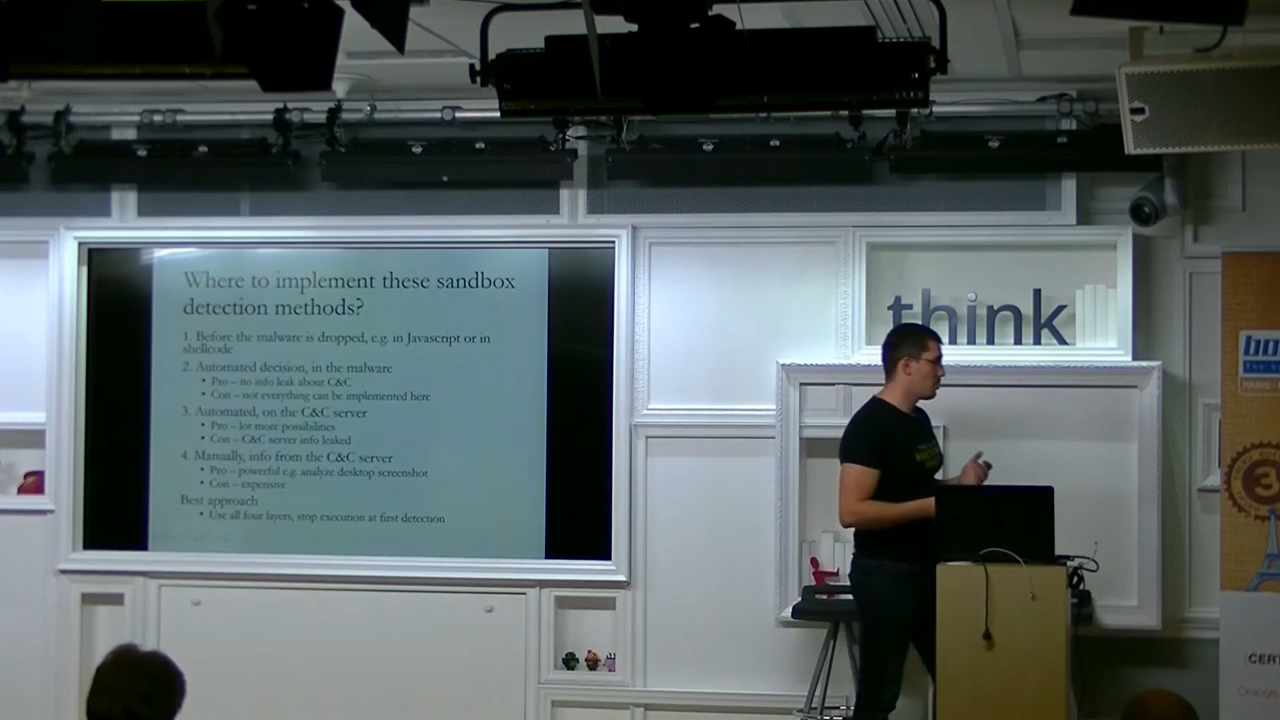 Where to implement these sandbox
detection methods?
1. Before the malware is dropped, e.g. in Javascript or in
shellcode
2. Automated decision, in the malware
• Pro – no info leak about C&C
• Con – not everything can be implemented here
3. Automated, on the C&C server
• Pro – lot more possibilities
• Con – C&C server info leaked
4. Manually, info from the C&C server
• Pro – powerful e.g. analyze desktop screenshot
• Con – expensive
Best approach
• Use all four layers, stop execution at first detection
think
3
CERT
Orange